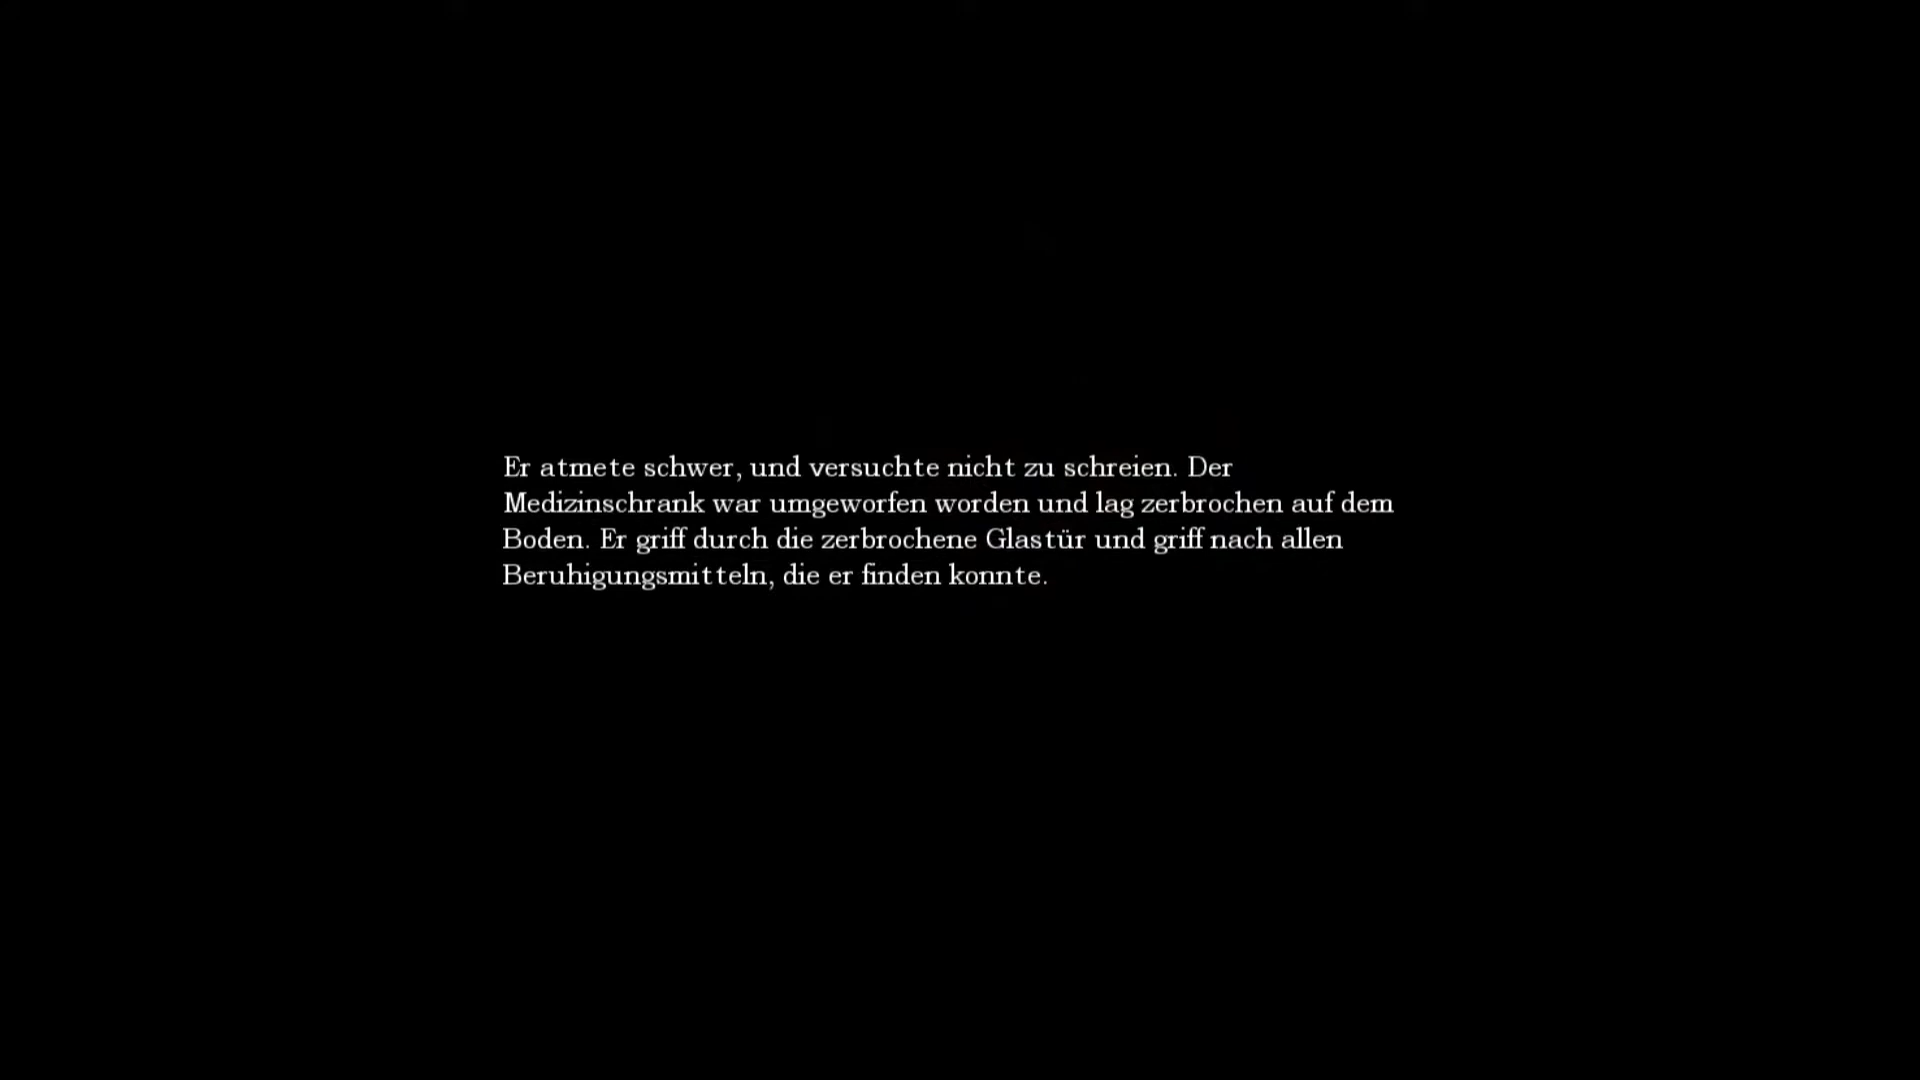 Er atmete schwer, und versuchte nicht zu schreien. Der
Medizinschrank war umgeworfen worden und lag zerbrochen auf dem
Boden. Er griff durch die zerbrochene Glastür und griff nach allen
Beruhigungsmitteln, die er finden konnte.